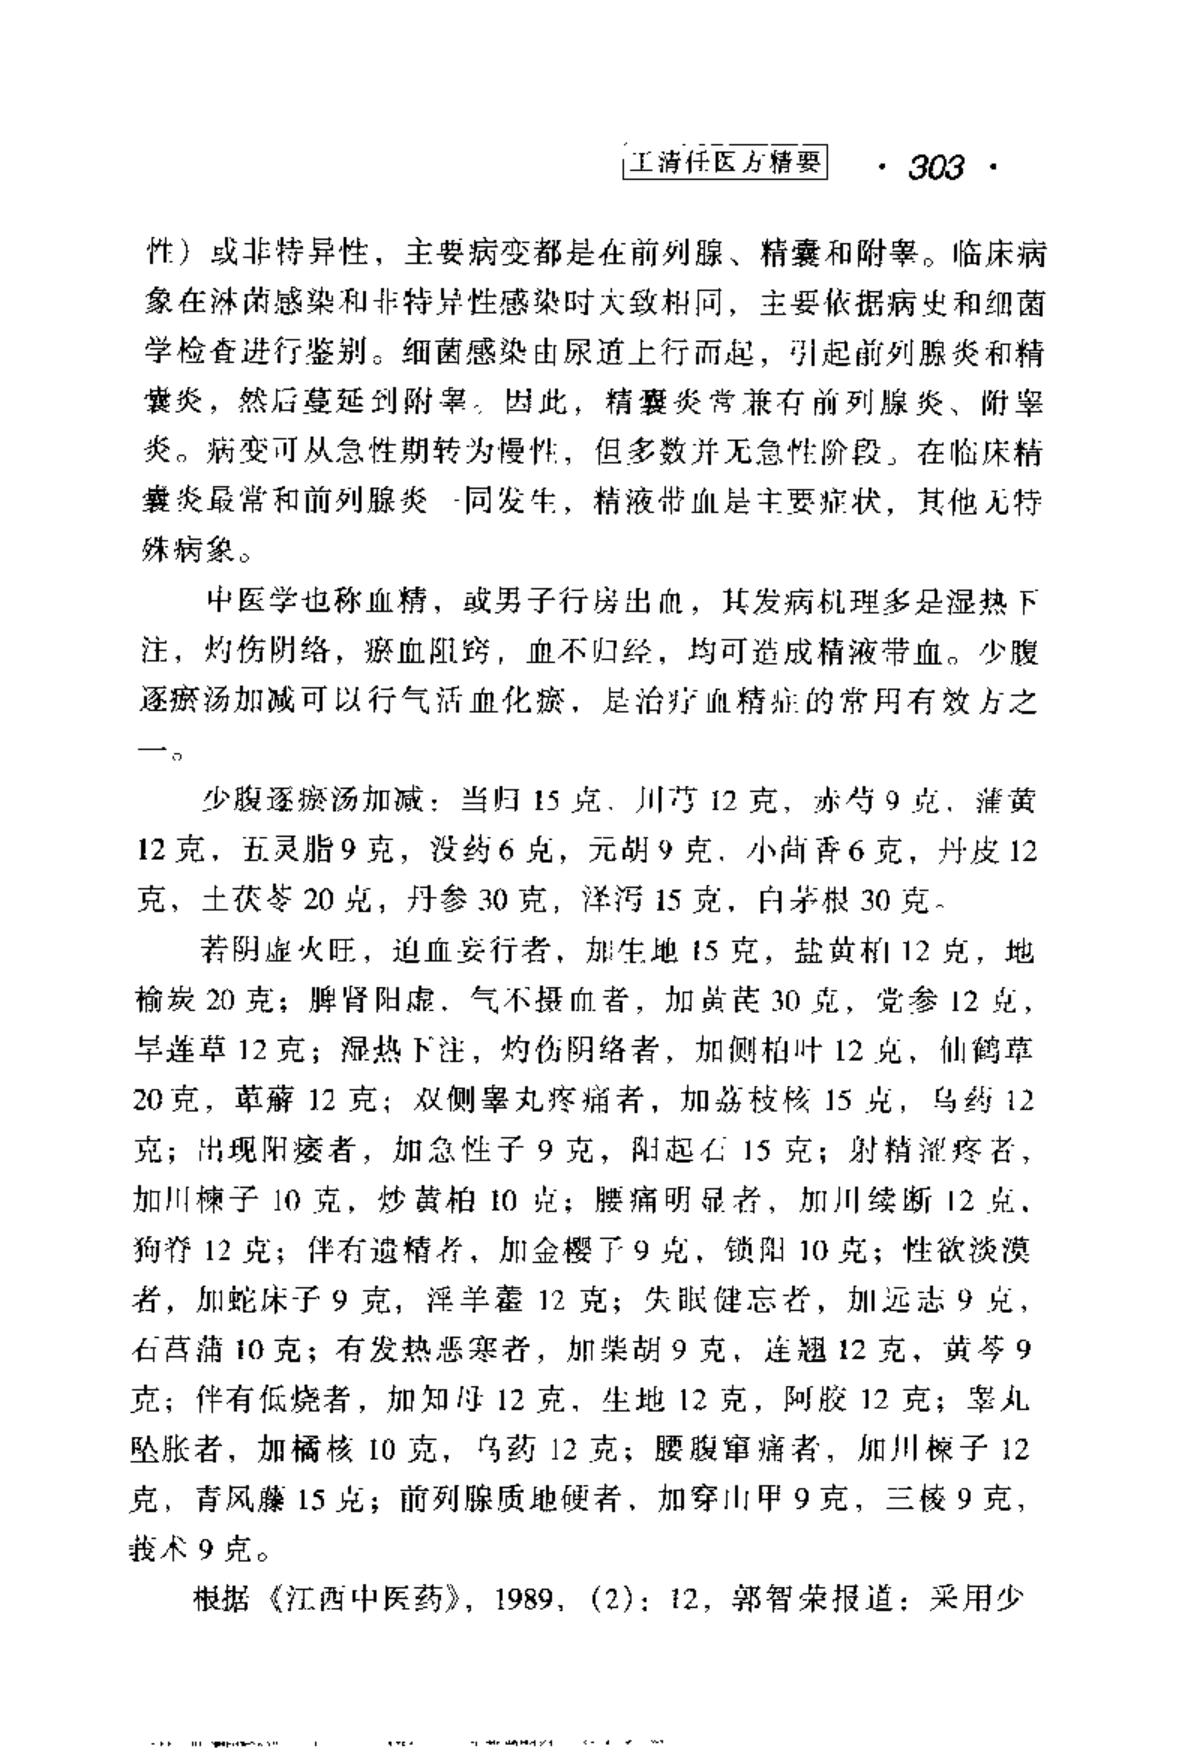 王清任医方精要 · 303 ·
性）或非特异性，主要病变都是在前列腺、精囊和附睾。临床病
象在淋菌感染和非特异性感染时大致相同，主要依据病史和细菌
学检查进行鉴别。细菌感染由尿道上行而起，引起前列腺炎和精
囊炎，然后蔓延到附睾。因此，精囊炎常兼有前列腺炎、附睾
炎。病变可从急性期转为慢性，但多数并无急性阶段。在临床精
囊炎最常和前列腺炎一同发生，精液带血是主要症状，其他无特
殊病象。
中医学也称血精，或男子行房出血，其发病机理多是湿热下
注，灼伤阴络，瘀血阻窍，血不归经，均可造成精液带血。少腹
逐瘀汤加减可以行气活血化瘀，是治疗血精症的常用有效方之
一。
少腹逐瘀汤加减：当归 15 克，川芎 12 克，赤芍 9 克，蒲黄
12 克，五灵脂 9 克，没药 6 克，元胡 9 克，小茴香 6 克，丹皮 12
克，土茯苓 20 克，丹参 30 克，泽泻 15 克，白茅根 30 克。
若阴虚火旺，迫血妄行者，加生地 15 克，盐黄柏 12 克，地
榆炭 20 克；脾肾阳虚，气不摄血者，加黄芪 30 克，党参 12 克，
旱莲草 12 克；湿热下注，灼伤阴络者，加侧柏叶 12 克，仙鹤草
20 克，萆薢 12 克；双侧睾丸疼痛者，加荔枝核 15 克，乌药 12
克；出现阳痿者，加急性子 9 克，阳起石 15 克；射精涩疼者，
加川楝子 10 克，炒黄柏 10 克；腰痛明显者，加川续断 12 克，
狗脊 12 克；伴有遗精者，加金樱子 9 克，锁阳 10 克；性欲淡漠
者，加蛇床子 9 克，淫羊藿 12 克；失眠健忘者，加远志 9 克，
石菖蒲 10 克；有发热恶寒者，加柴胡 9 克，连翘 12 克，黄芩 9
克；伴有低烧者，加知母 12 克，生地 12 克，阿胶 12 克；睾丸
坠胀者，加橘核 10 克，乌药 12 克；腰腹窜痛者，加川楝子 12
克，青风藤 15 克；前列腺质地硬者，加穿山甲 9 克，三棱 9 克，
莪术 9 克。
根据《江西中医药》，1989，(2)：12，郭智荣报道：采用少